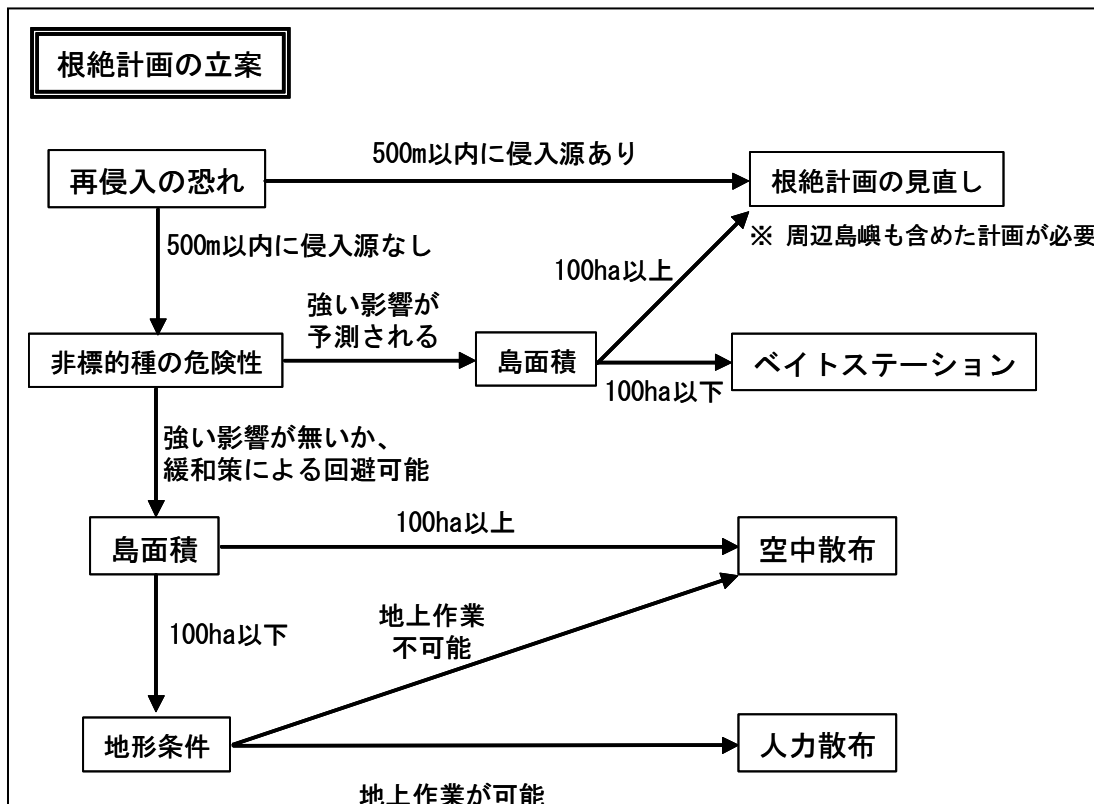 根絶計画の立案
500m以内に侵入源あり
再侵入の恐れ
根絶計画の見直し
※ 周辺島嶼も含めた計画が必要
500m以内に侵入源なし
100ha以上
強い影響が
予測される
非標的種の危険性
島面積
ベイトステーション
100ha以下
強い影響が無いか、
緩和策による回避可能
100ha以上
島面積
空中散布
地上作業
不可能
100ha以下
地形条件
人力散布
地上作業が可能